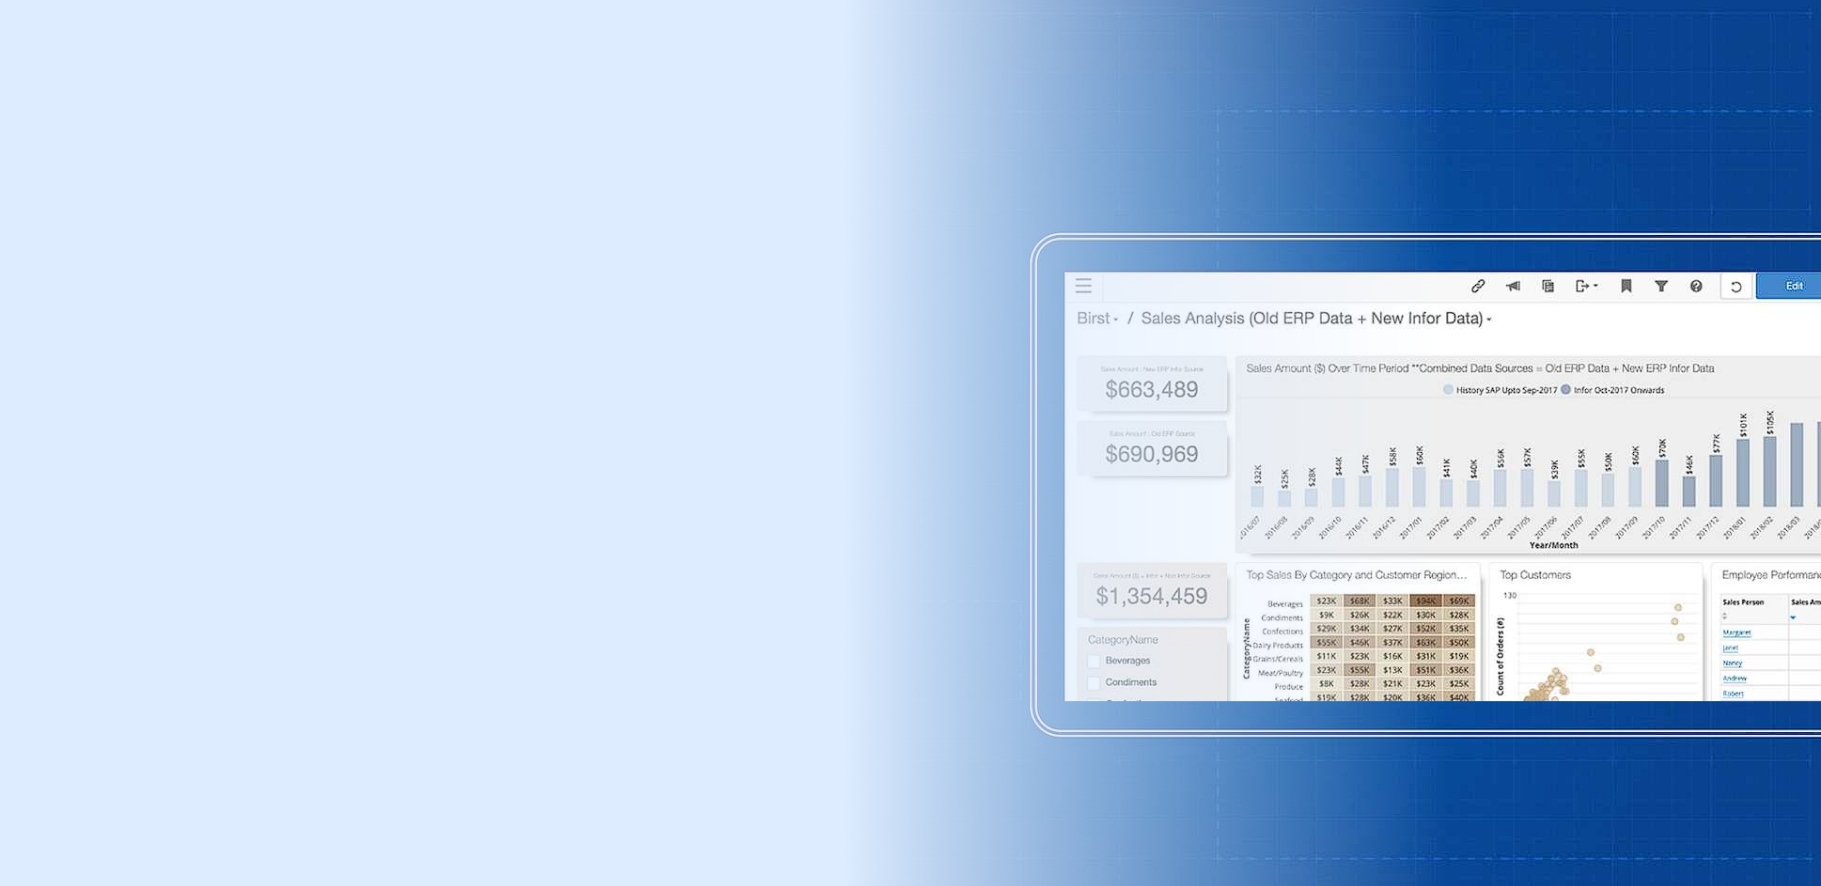 Edit
Birst / Sales Analysis (Old ERP Data + New Infor Data)
Sales Amount : New ERP Infor Source
$663,489
Sales Amount : Old ERP Source
$690,969
Sales Amount ($) Over Time Period **Combined Data Sources = Old ERP Data + New ERP Infor Data
History SAP Upto Sep-2017 Infor Oct-2017 Onwards
$32K $25K $28K $44K $47K $58K $60K $41K $40K $56K $57K $39K $55K $50K $60K $70K $46K $77K $101K $105K
2016/07 2016/08 2016/09 2016/10 2016/11 2016/12 2017/01 2017/02 2017/03 2017/04 2017/05 2017/06 2017/07 2017/08 2017/09 2017/10 2017/11 2017/12 2018/01 2018/02 2018/03
Year/Month
$1,354,459
CategoryName
Beverages
Condiments
Top Sales By Category and Customer Region...
CategoryName
Beverages $23K $68K $33K $94K $69K
Condiments $9K $26K $22K $30K $28K
Confections $29K $34K $27K $52K $35K
Dairy Products $55K $46K $37K $63K $50K
Grains/Cereals $11K $23K $16K $31K $19K
Meat/Poultry $23K $55K $13K $51K $36K
Produce $8K $28K $21K $23K $25K
Seafood $19K $28K $20K $36K $40K
Top Customers
130
Count of Orders (#)
Employee Performanc
Sales Person Sales Am
Margaret
Janet
Nancy
Andrew
Robert